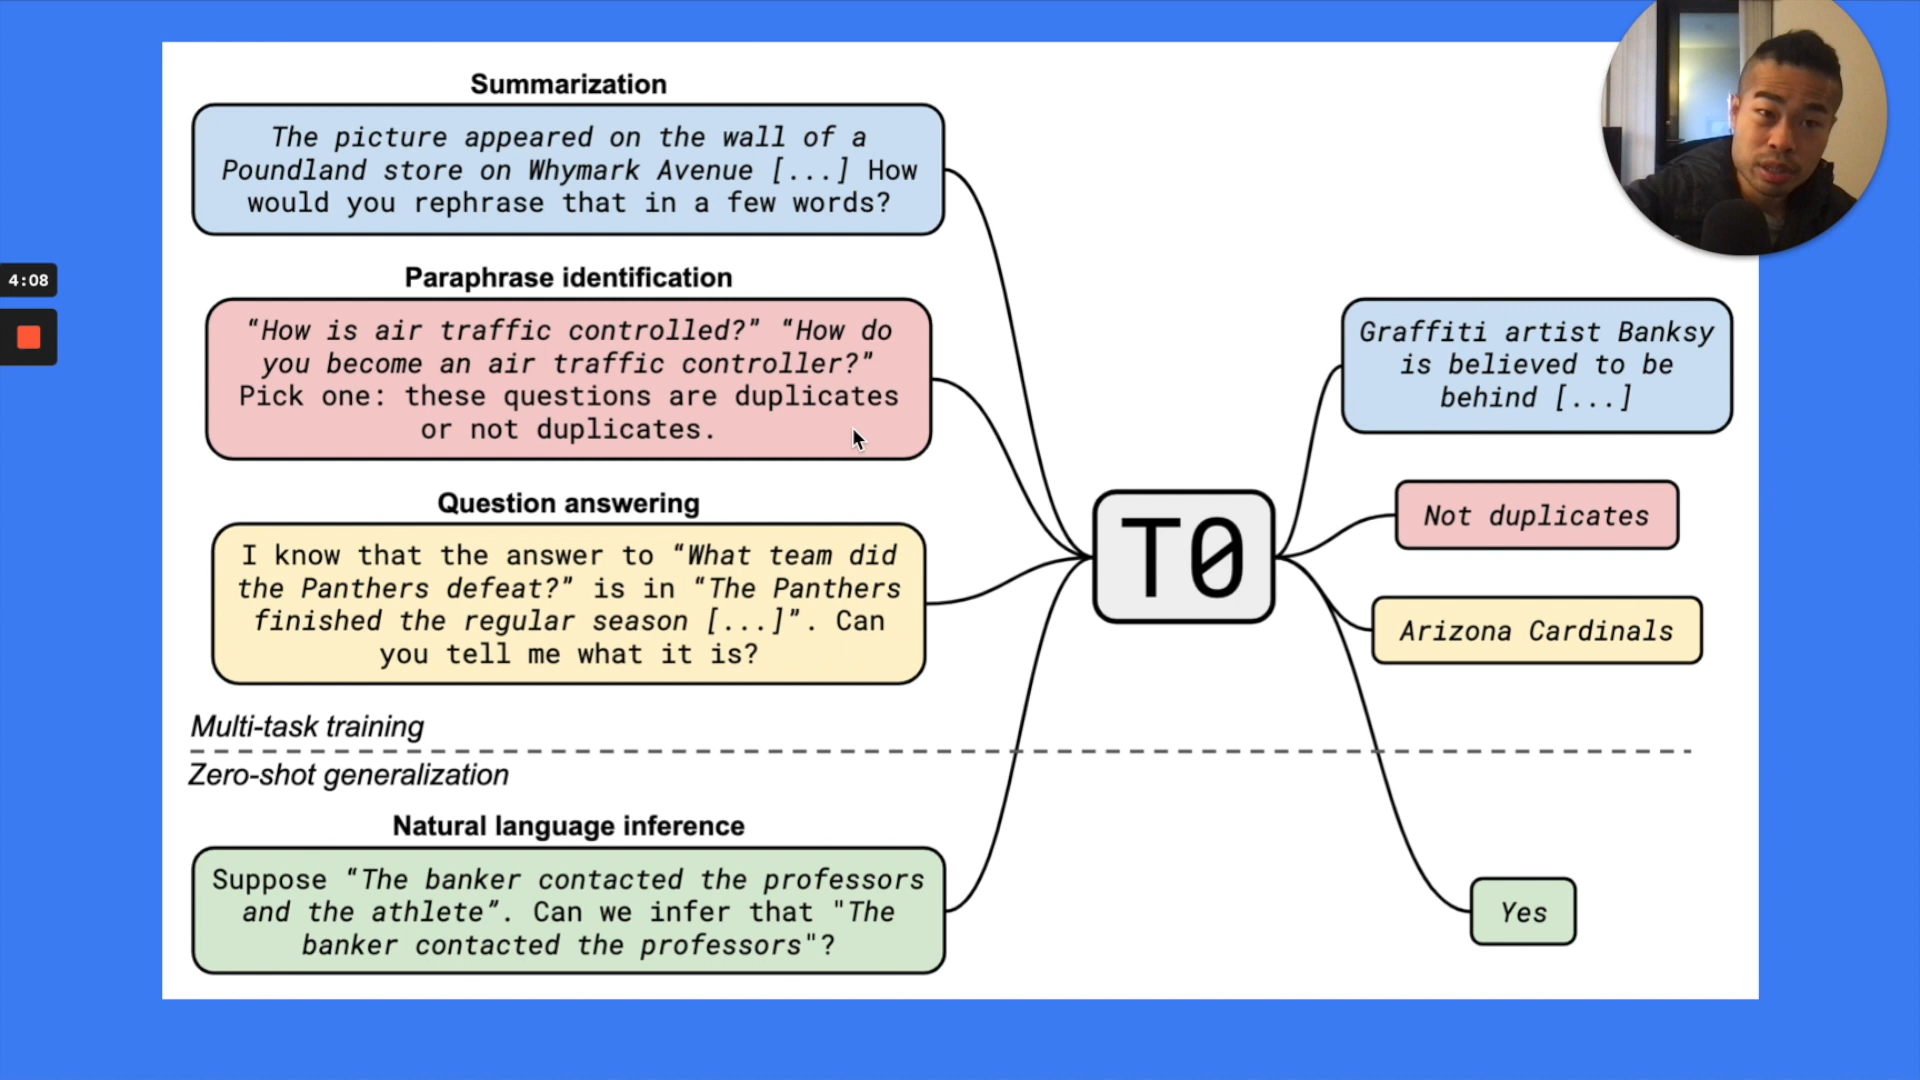 Summarization
The picture appeared on the wall of a
Poundland store on Whymark Avenue [...] How
would you rephrase that in a few words?
Paraphrase identification
“How is air traffic controlled?” “How do
you become an air traffic controller?”
Pick one: these questions are duplicates
or not duplicates.
Question answering
I know that the answer to “What team did
the Panthers defeat?” is in “The Panthers
finished the regular season [...]”. Can
you tell me what it is?
Multi-task training
Zero-shot generalization
Natural language inference
Suppose “The banker contacted the professors
and the athlete”. Can we infer that "The
banker contacted the professors"?
T0
Graffiti artist Banksy
is believed to be
behind [...]
Not duplicates
Arizona Cardinals
Yes
4:08